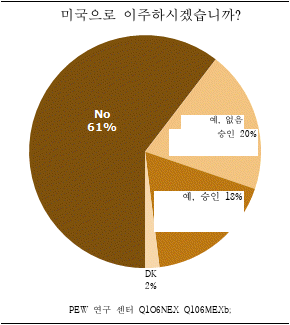 미국으로 이주하시겠습니까?
No
61%
예, 없음
승인 20%
예, 승인 18%
DK
2%
PEW 연구 센터 Q106NEX Q106MEXb;